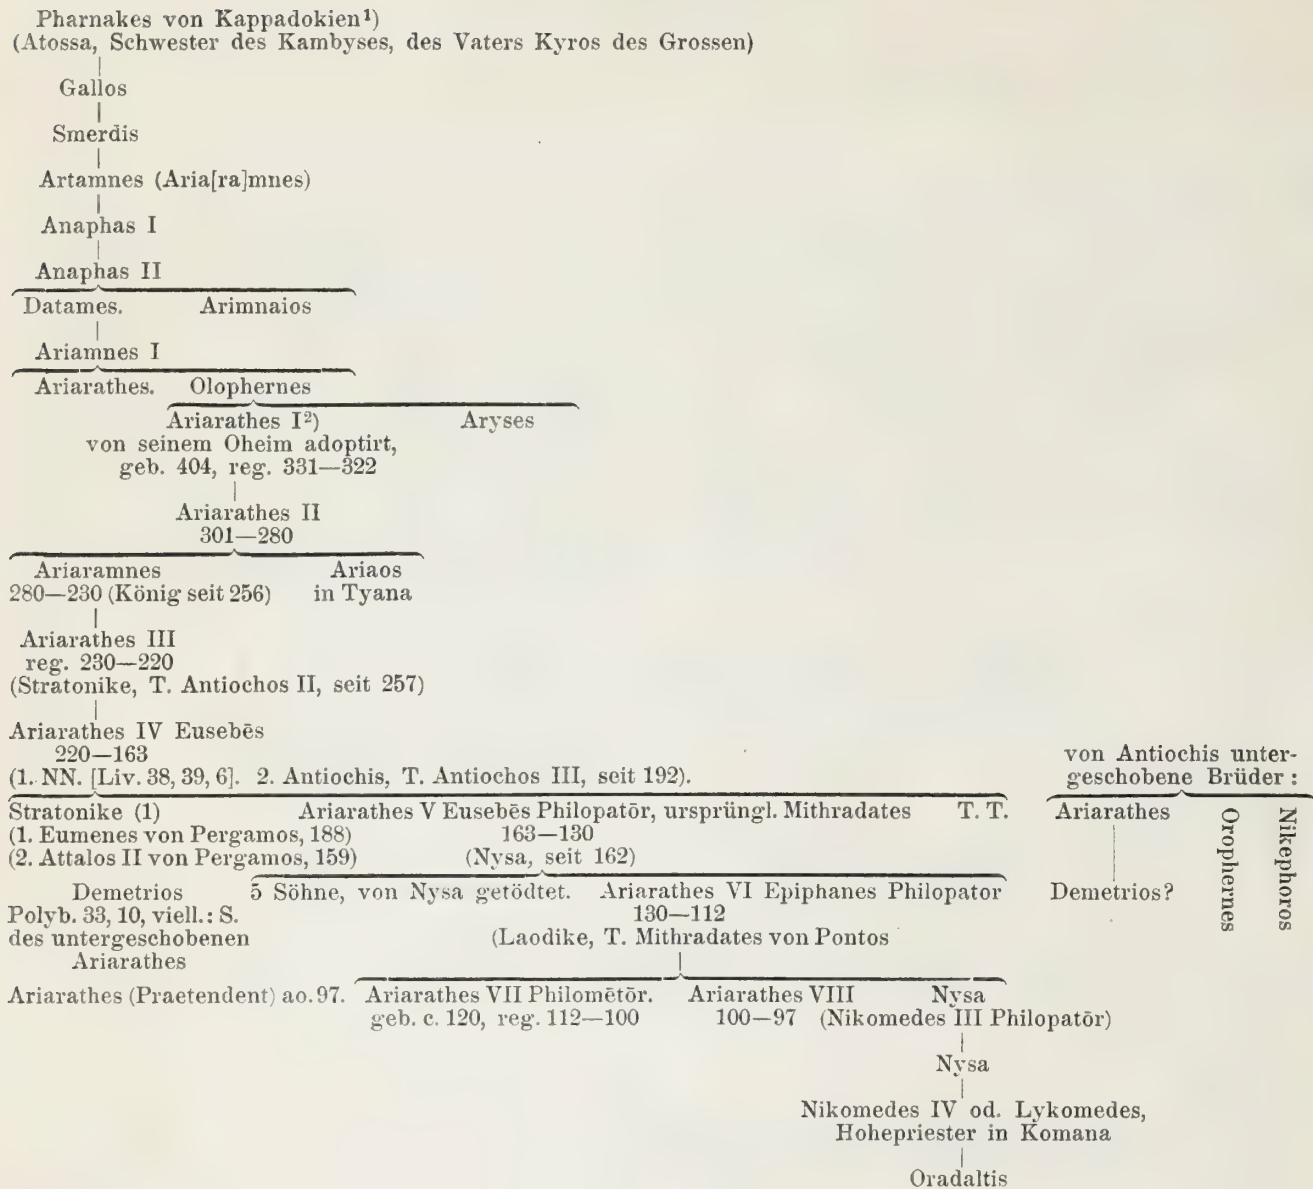 Pharnakes von Kappadokien¹)
(Atossa, Schwester des Kambyses, des Vaters Kyros des Grossen)
Gallos
Smerdis
Artamnes (Aria[ra]mnes)
Anaphas I
Anaphas II
Datames. Arimnaios
Ariamnes I
Ariarathes. Olophernes
Ariarathes I²) Aryses
von seinem Oheim adoptirt,
geb. 404, reg. 331—322
Ariarathes II
301—280
Ariaramnes Ariaos
280—230 (König seit 256) in Tyana
Ariarathes III
reg. 230—220
(Stratonike, T. Antiochos II, seit 257)
Ariarathes IV Eusebēs
220—163
(1. NN. [Liv. 38, 39, 6]. 2. Antiochis, T. Antiochos III, seit 192).
von Antiochis unter-
geschobene Brüder :
Stratonike (1) Ariarathes V Eusebēs Philopatōr, ursprüngl. Mithradates T. T.
(1. Eumenes von Pergamos, 188) 163—130
(2. Attalos II von Pergamos, 159) (Nysa, seit 162)
Ariarathes
Orophernes
Nikephoros
Demetrios?
Demetrios 5 Söhne, von Nysa getödtet. Ariarathes VI Epiphanes Philopator
Polyb. 33, 10, viell.: S. 130—112
des untergeschobenen (Laodike, T. Mithradates von Pontos
Ariarathes
Ariarathes (Praetendent) ao. 97. Ariarathes VII Philomētōr. Ariarathes VIII Nysa
geb. c. 120, reg. 112—100 100—97 (Nikomedes III Philopatōr)
Nysa
Nikomedes IV od. Lykomedes,
Hohepriester in Komana
Oradaltis